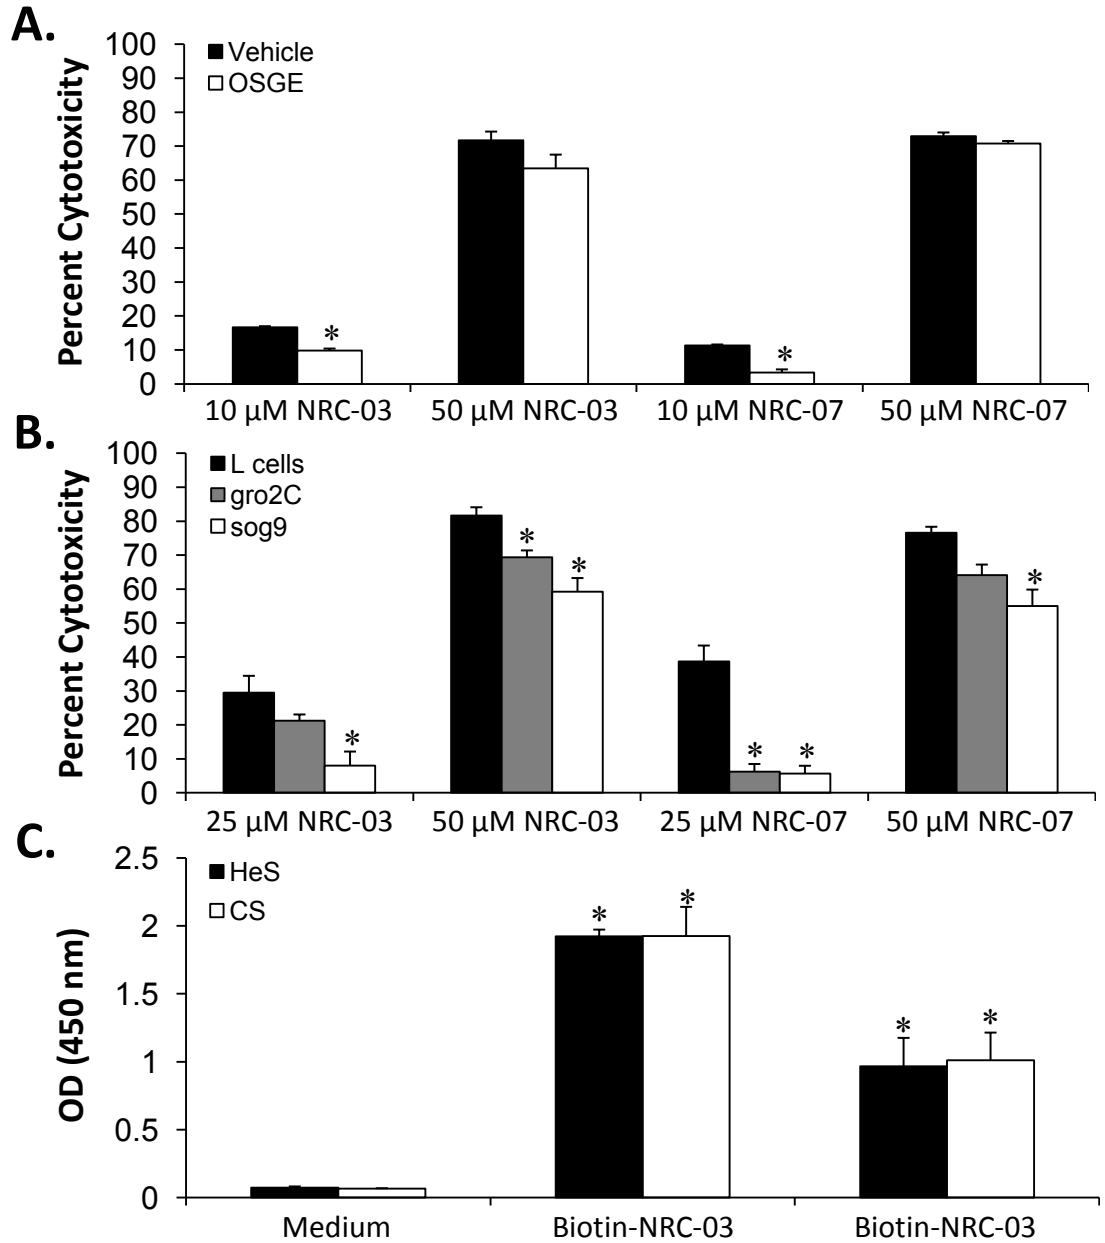 A.
Percent Cytotoxicity
100
90
80
70
60
50
40
30
20
10
0
Vehicle
OSGE
*
*
10 µM NRC-03 50 µM NRC-03 10 µM NRC-07 50 µM NRC-07
B.
Percent Cytotoxicity
100
90
80
70
60
50
40
30
20
10
0
L cells
gro2C
sog9
*
*
*
*
*
*
25 µM NRC-03 50 µM NRC-03 25 µM NRC-07 50 µM NRC-07
C.
OD (450 nm)
2.5
2
1.5
1
0.5
0
HeS
CS
*
*
*
*
Medium Biotin-NRC-03 Biotin-NRC-03